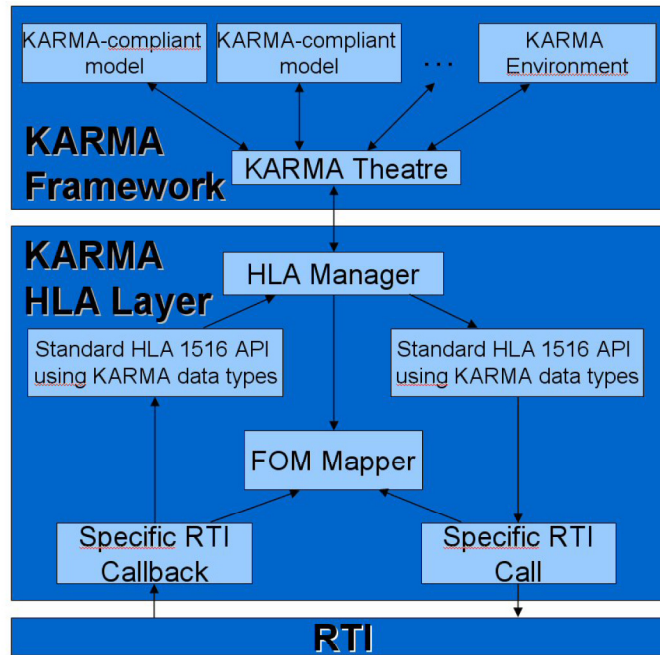 KARMA-compliant
model
KARMA-compliant
model
...
KARMA
Environment
KARMA
Framework
KARMA Theatre
KARMA
HLA Layer
HLA Manager
Standard HLA 1516 API
using KARMA data types
Standard HLA 1516 API
using KARMA data types
FOM Mapper
Specific RTI
Callback
Specific RTI
Call
RTI